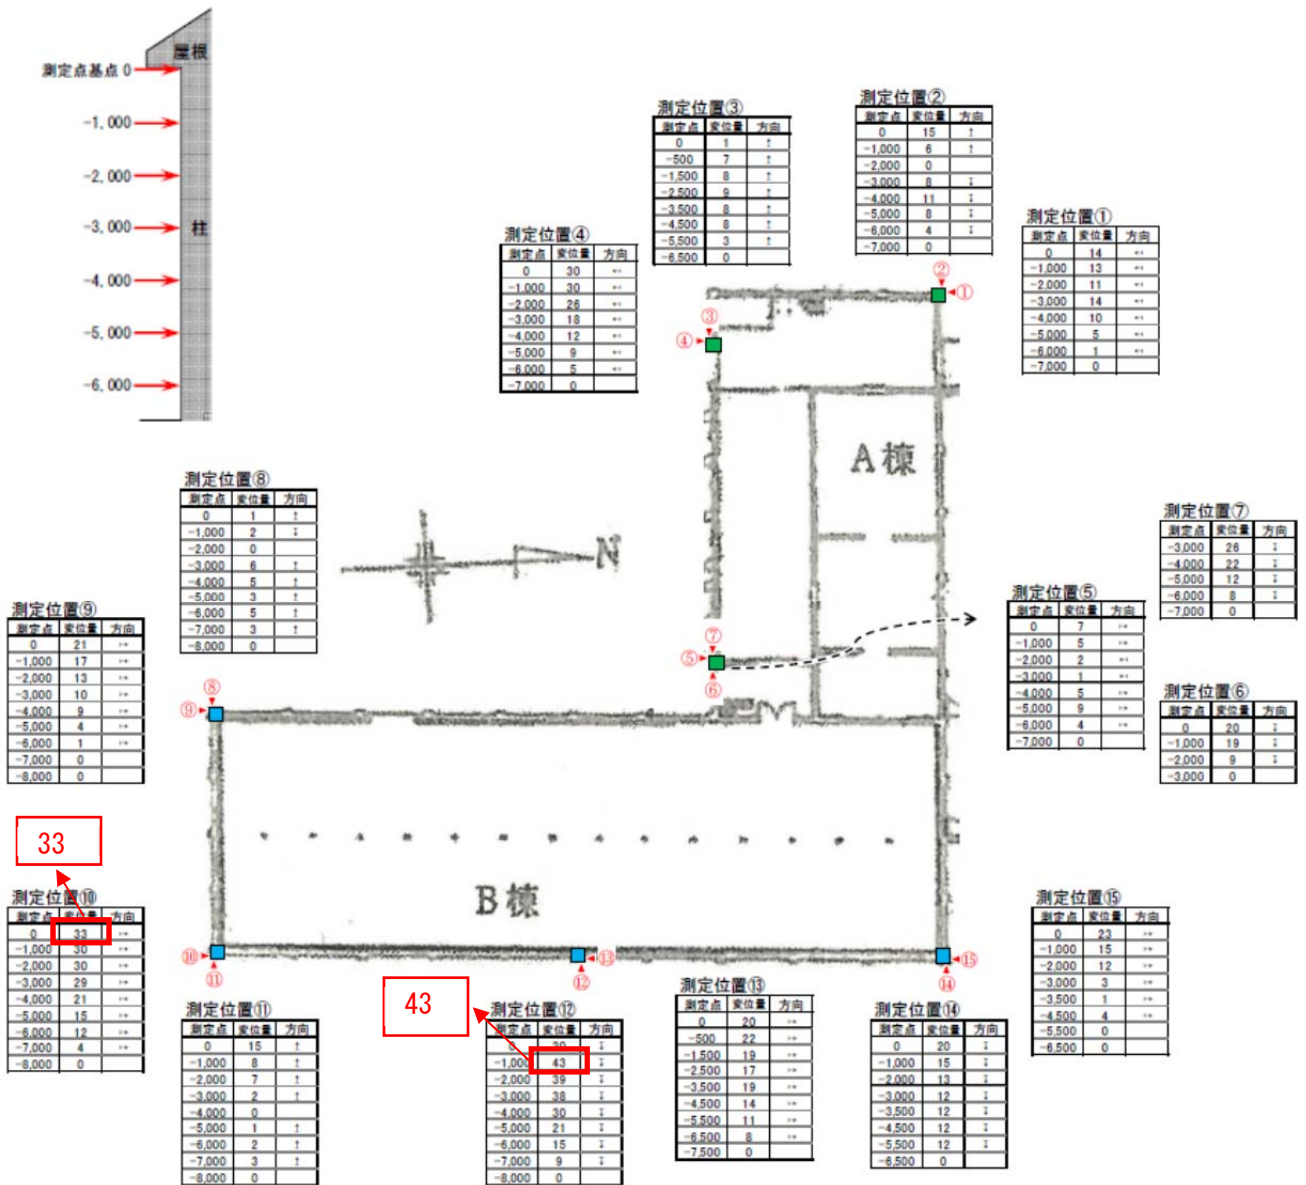 屋根
測定点基点 0
-1,000
-2,000
-3,000
柱
-4,000
-5,000
-6,000
測定位置③
測定点 変位量 方向
0 1 ↑
-500 7 ↑
-1,500 8 ↑
-2,500 9 ↑
-3,500 8 ↑
-4,500 8 ↑
-5,500 3 ↑
-6,500 0
測定位置②
測定点 変位量 方向
0 15 ↑
-1,000 6 ↑
-2,000 0
-3,000 8 ↓
-4,000 11 ↓
-5,000 8 ↓
-6,000 4 ↓
-7,000 0
測定位置①
測定点 変位量 方向
0 14 ←
-1,000 13 ←
-2,000 11 ←
-3,000 14 ←
-4,000 10 ←
-5,000 5 ←
-6,000 1 ←
-7,000 0
測定位置④
測定点 変位量 方向
0 30 ←
-1,000 30 ←
-2,000 26 ←
-3,000 18 ←
-4,000 12 ←
-5,000 9 ←
-6,000 5 ←
-7,000 0
②
①
③
④
A棟
測定位置⑧
測定点 変位量 方向
0 1 ↑
-1,000 2 ↓
-2,000 0
-3,000 6 ↑
-4,000 5 ↑
-5,000 3 ↑
-6,000 5 ↑
-7,000 3 ↑
-8,000 0
N
測定位置⑦
測定点 変位量 方向
-3,000 26 ↓
-4,000 22 ↓
-5,000 12 ↓
-6,000 8 ↓
-7,000 0
測定位置⑤
測定点 変位量 方向
0 7 →
-1,000 5 →
-2,000 2 ←
-3,000 1 ←
-4,000 5 →
-5,000 9 →
-6,000 4 →
-7,000 0
測定位置⑨
測定点 変位量 方向
0 21 →
-1,000 17 →
-2,000 13 →
-3,000 10 →
-4,000 9 →
-5,000 4 →
-6,000 1 →
-7,000 0
-8,000 0
⑦
⑤
⑥
⑧
⑨
測定位置⑥
測定点 変位量 方向
0 20 ↓
-1,000 19 ↓
-2,000 9 ↓
-3,000 0
33
B棟
測定位置⑩
測定点 変位量 方向
0 33 →
-1,000 30 →
-2,000 30 →
-3,000 29 →
-4,000 21 →
-5,000 15 →
-6,000 12 →
-7,000 4 →
-8,000 0
測定位置⑮
測定点 変位量 方向
0 23 →
-1,000 15 →
-2,000 12 →
-3,000 3 →
-3,500 1 →
-4,500 4 →
-5,500 0
-6,500 0
⑩
⑪
⑬
⑫
⑮
⑭
測定位置⑪
測定点 変位量 方向
0 15 ↑
-1,000 8 ↑
-2,000 7 ↑
-3,000 2 ↑
-4,000 0
-5,000 1 ↑
-6,000 2 ↑
-7,000 3 ↑
-8,000 0
43
測定位置⑫
測定点 変位量 方向
0 ↓
-1,000 43 ↓
-2,000 39 ↓
-3,000 38 ↓
-4,000 30 ↓
-5,000 21 ↓
-6,000 15 ↓
-7,000 9 ↓
-8,000 0
測定位置⑬
測定点 変位量 方向
0 20 →
-500 22 →
-1,500 19 →
-2,500 17 →
-3,500 19 →
-4,500 14 →
-5,500 11 →
-6,500 8 →
-7,500 0
測定位置⑭
測定点 変位量 方向
0 20 ↓
-1,000 15 ↓
-2,000 13 ↓
-3,000 12 ↓
-3,500 12 ↓
-4,500 12 ↓
-5,500 12 ↓
-6,500 0